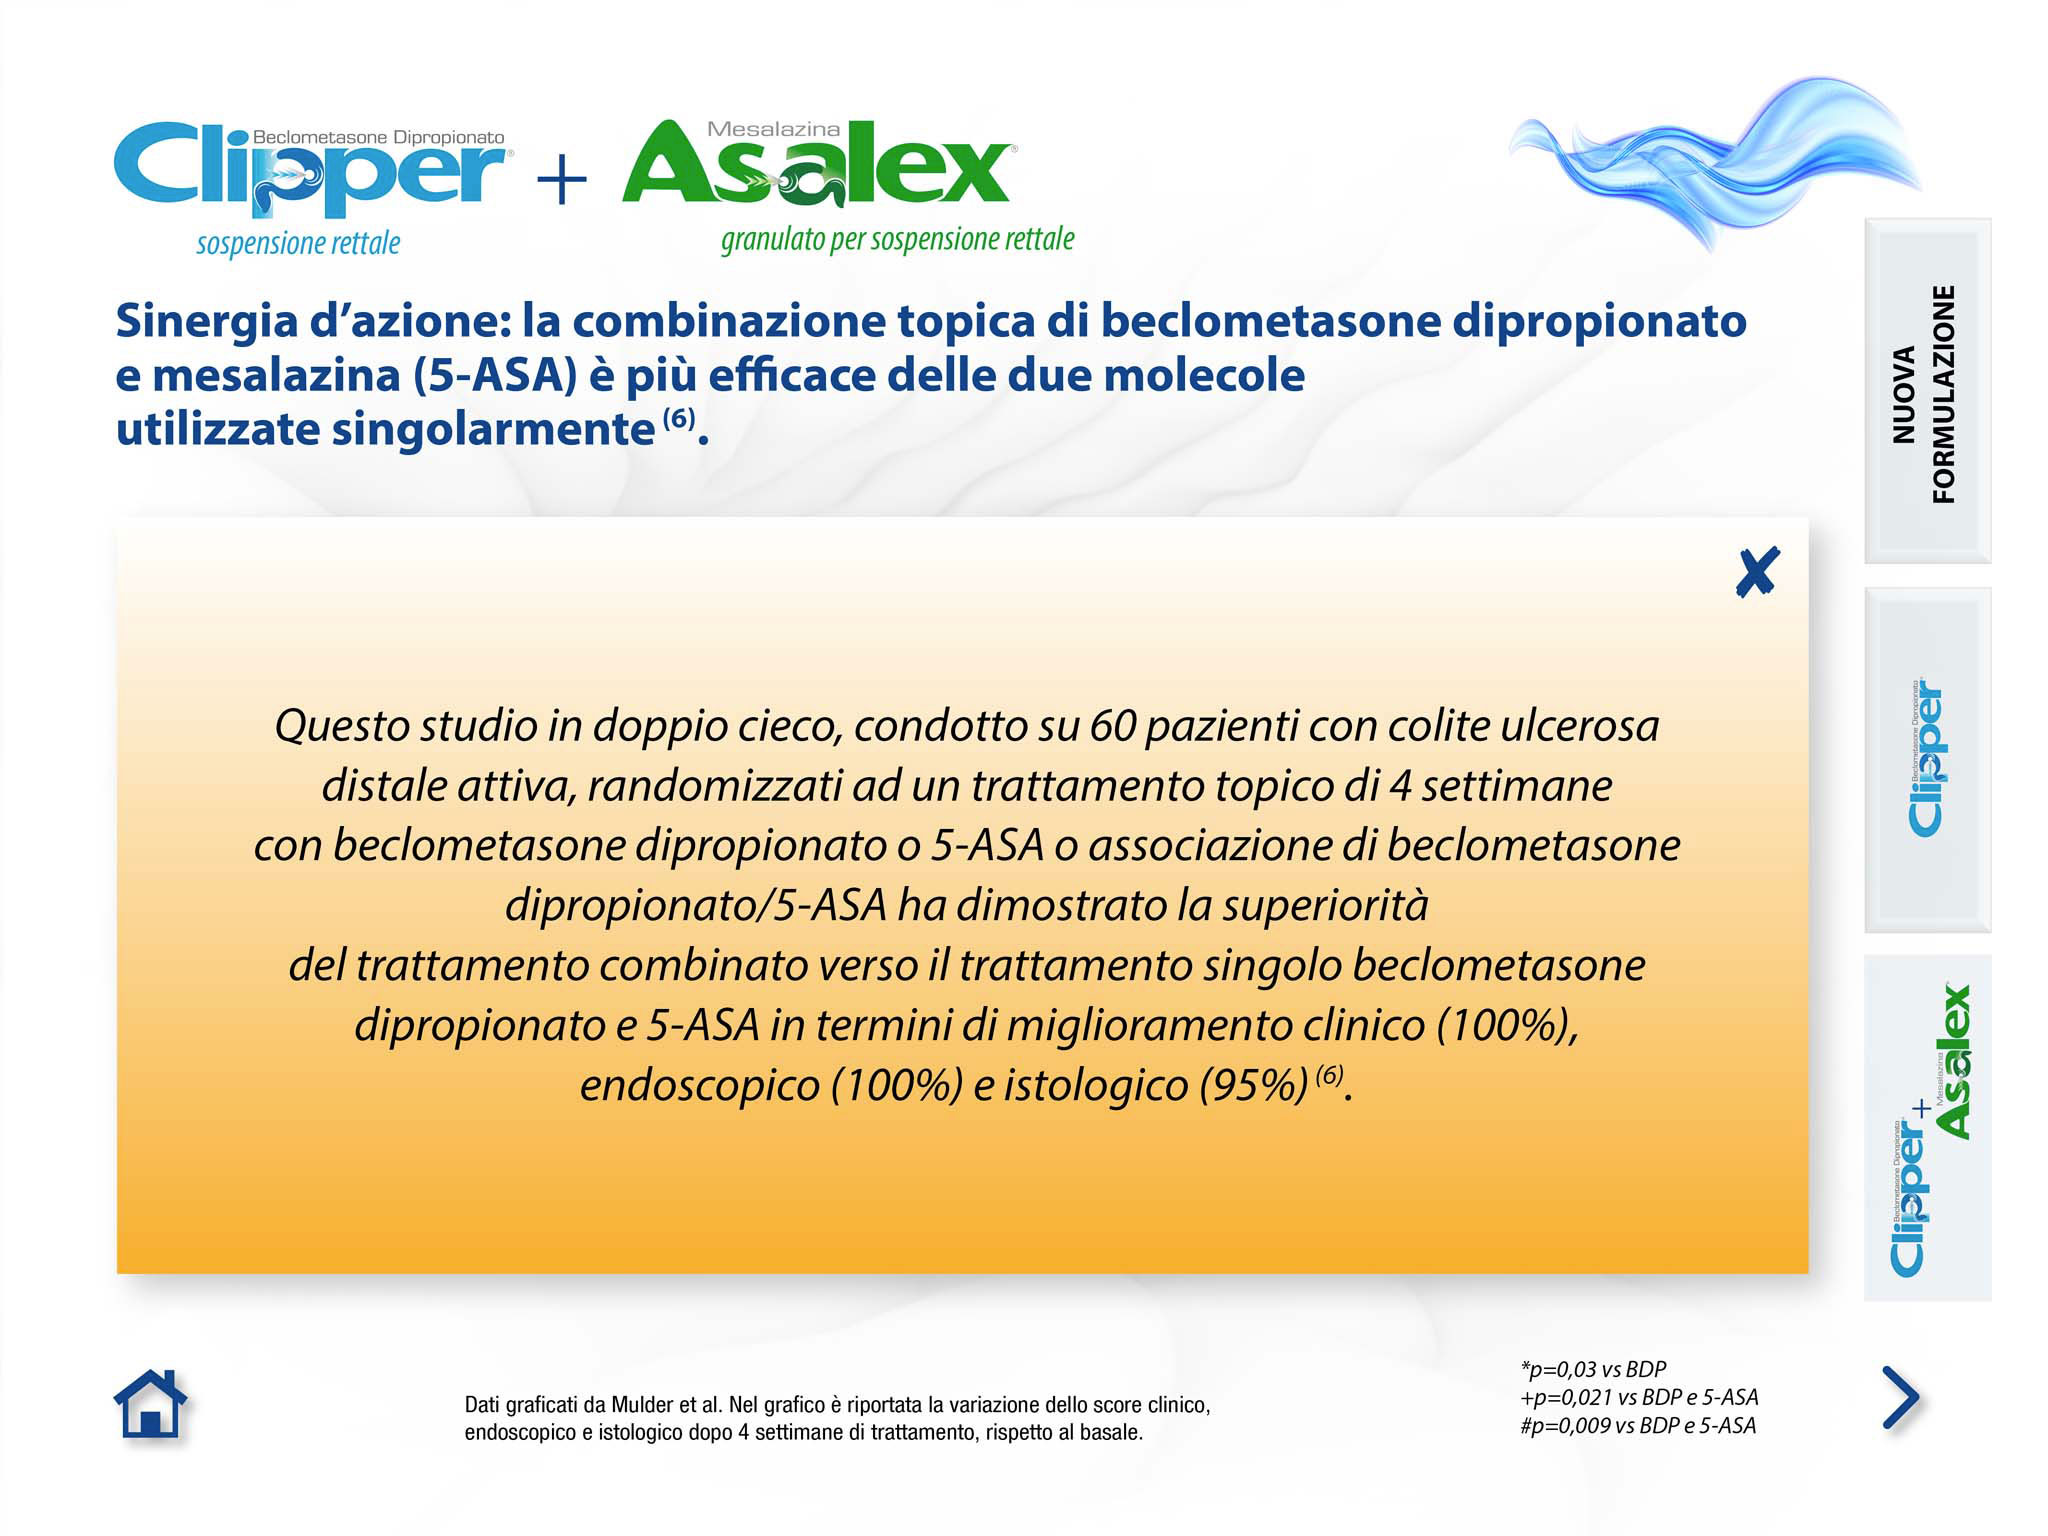 Clipper®
Beclometasone Dipropionato
sospensione rettale
+
Asalex®
Mesalazina
granulato per sospensione rettale
Sinergia d’azione: la combinazione topica di beclometasone dipropionato
e mesalazina (5-ASA) è più efficace delle due molecole
utilizzate singolarmente (6).
✘
Questo studio in doppio cieco, condotto su 60 pazienti con colite ulcerosa
distale attiva, randomizzati ad un trattamento topico di 4 settimane
con beclometasone dipropionato o 5-ASA o associazione di beclometasone
dipropionato/5-ASA ha dimostrato la superiorità
del trattamento combinato verso il trattamento singolo beclometasone
dipropionato e 5-ASA in termini di miglioramento clinico (100%),
endoscopico (100%) e istologico (95%) (6).
NUOVA
FORMULAZIONE
Beclometasone Dipropionato
Clipper
Beclometasone Dipropionato
Clipper
+
Mesalazina
Asalex
Dati graficati da Mulder et al. Nel grafico è riportata la variazione dello score clinico,
endoscopico e istologico dopo 4 settimane di trattamento, rispetto al basale.
*p=0,03 vs BDP
+p=0,021 vs BDP e 5-ASA
#p=0,009 vs BDP e 5-ASA